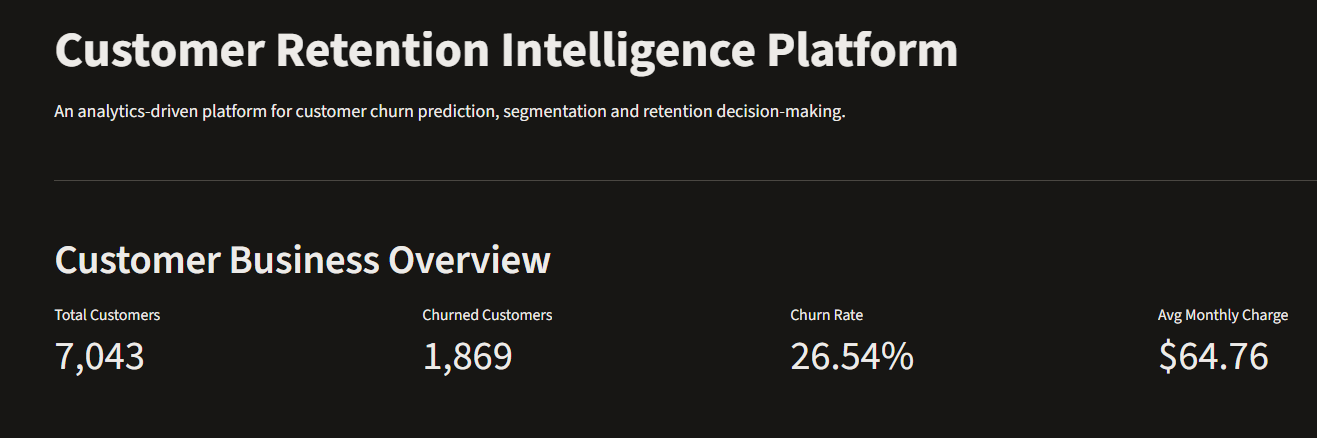 Customer Retention Intelligence Platform
An analytics-driven platform for customer churn prediction, segmentation and retention decision-making.
Customer Business Overview
Total Customers
7,043
Churned Customers
1,869
Churn Rate
26.54%
Avg Monthly Charge
$64.76